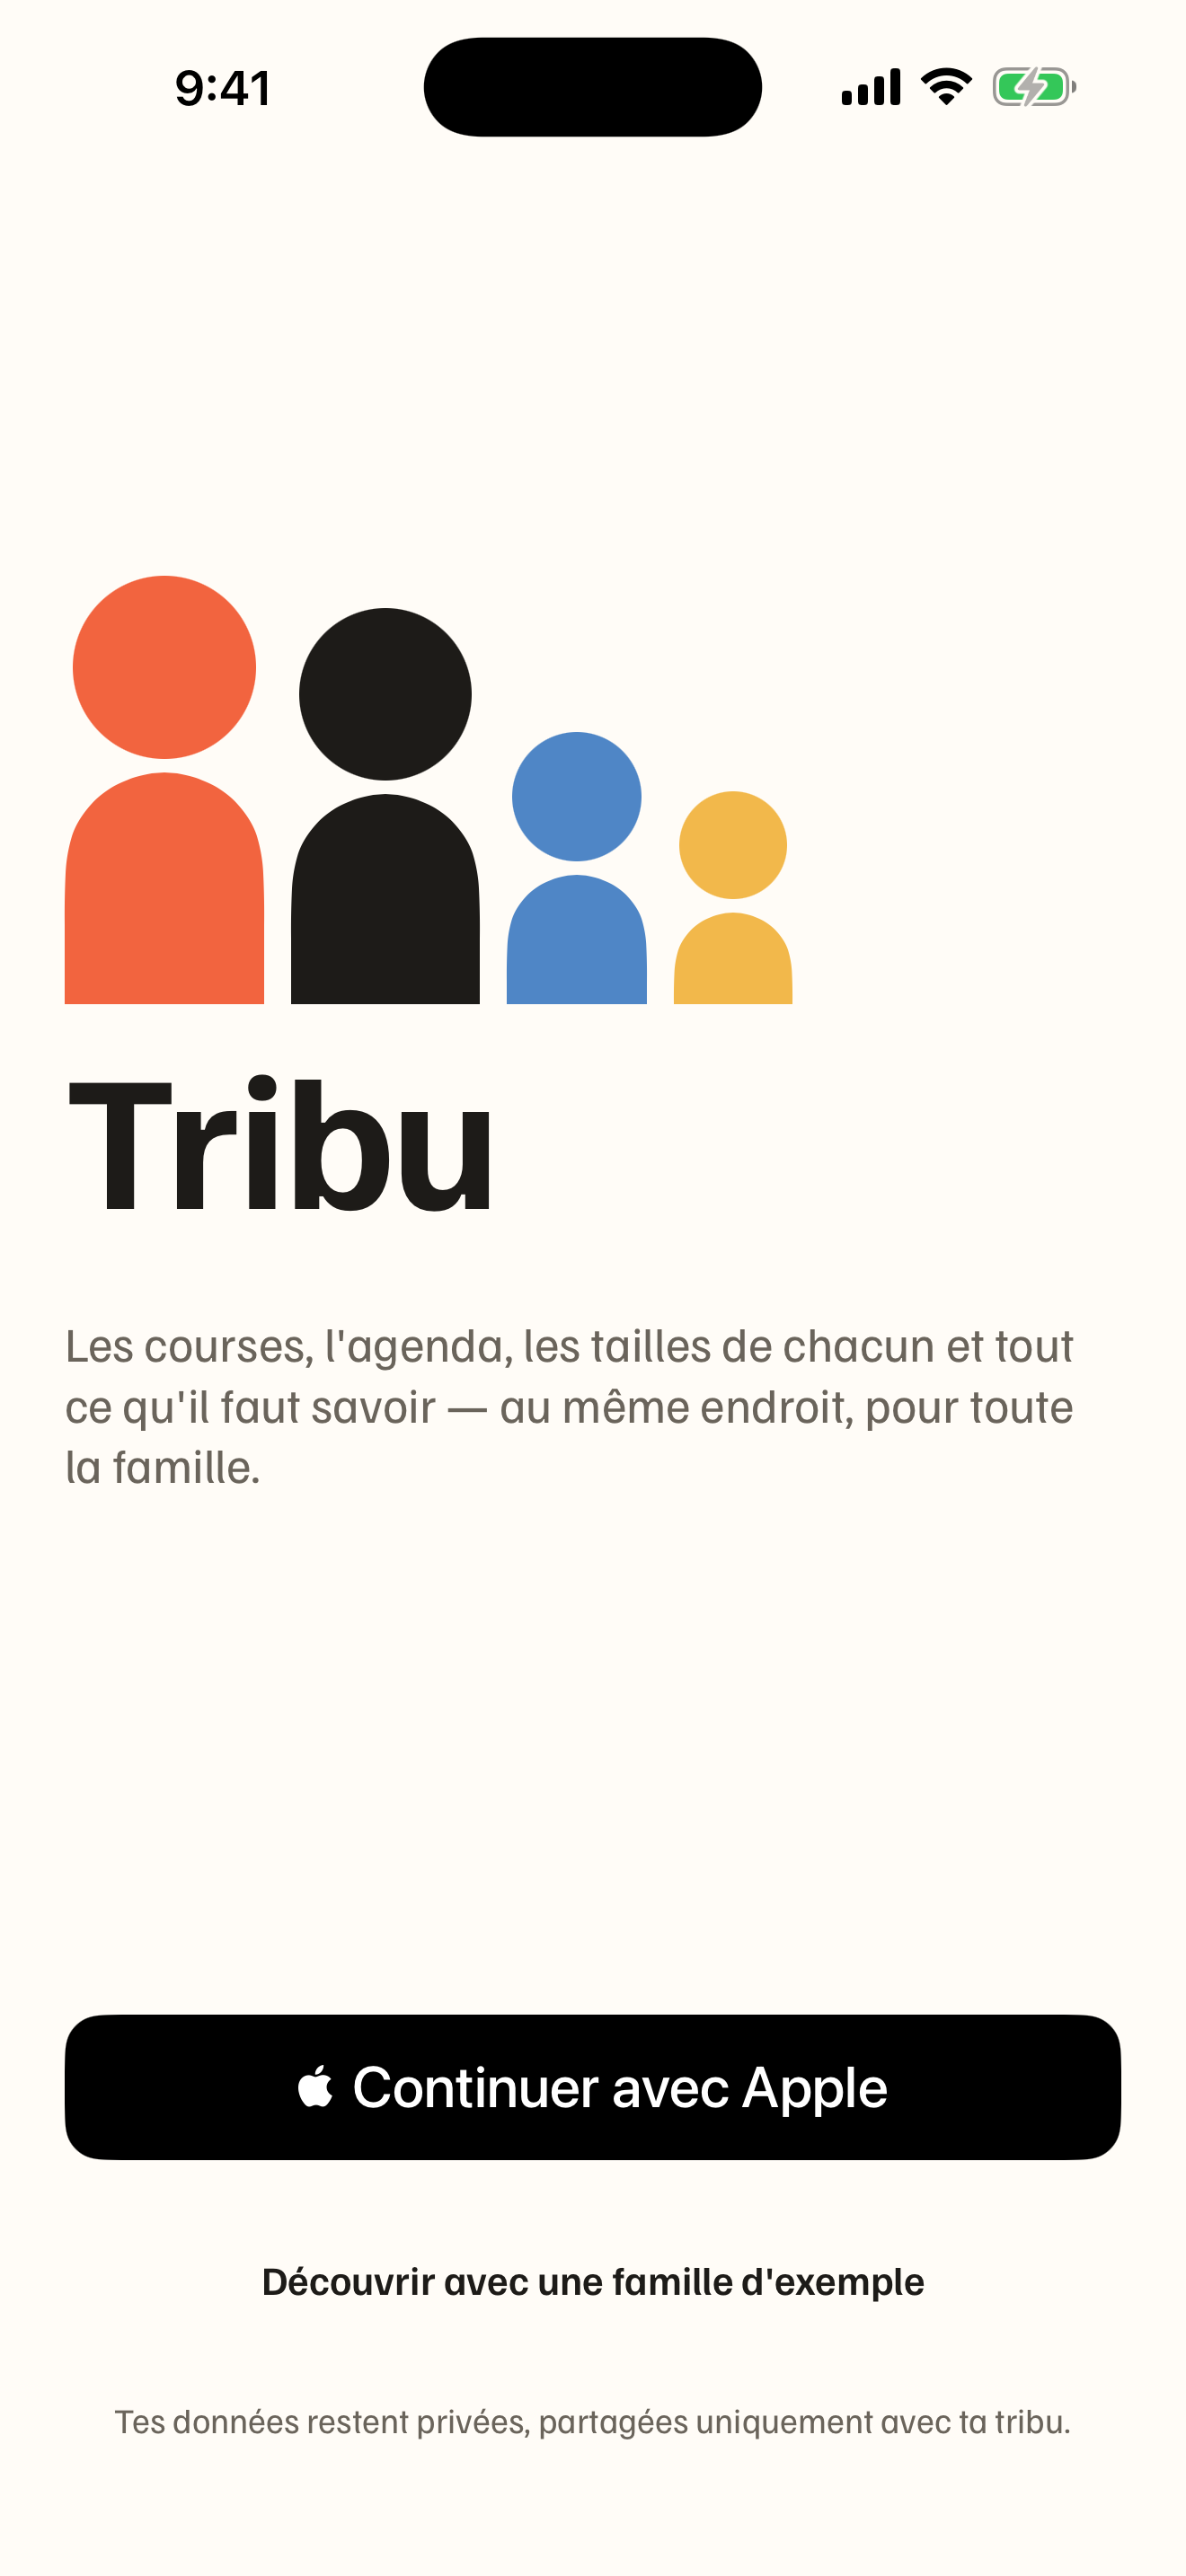 9:41
Tribu
Les courses, l'agenda, les tailles de chacun et tout
ce qu'il faut savoir — au même endroit, pour toute
la famille.
Continuer avec Apple
Découvrir avec une famille d'exemple
Tes données restent privées, partagées uniquement avec ta tribu.